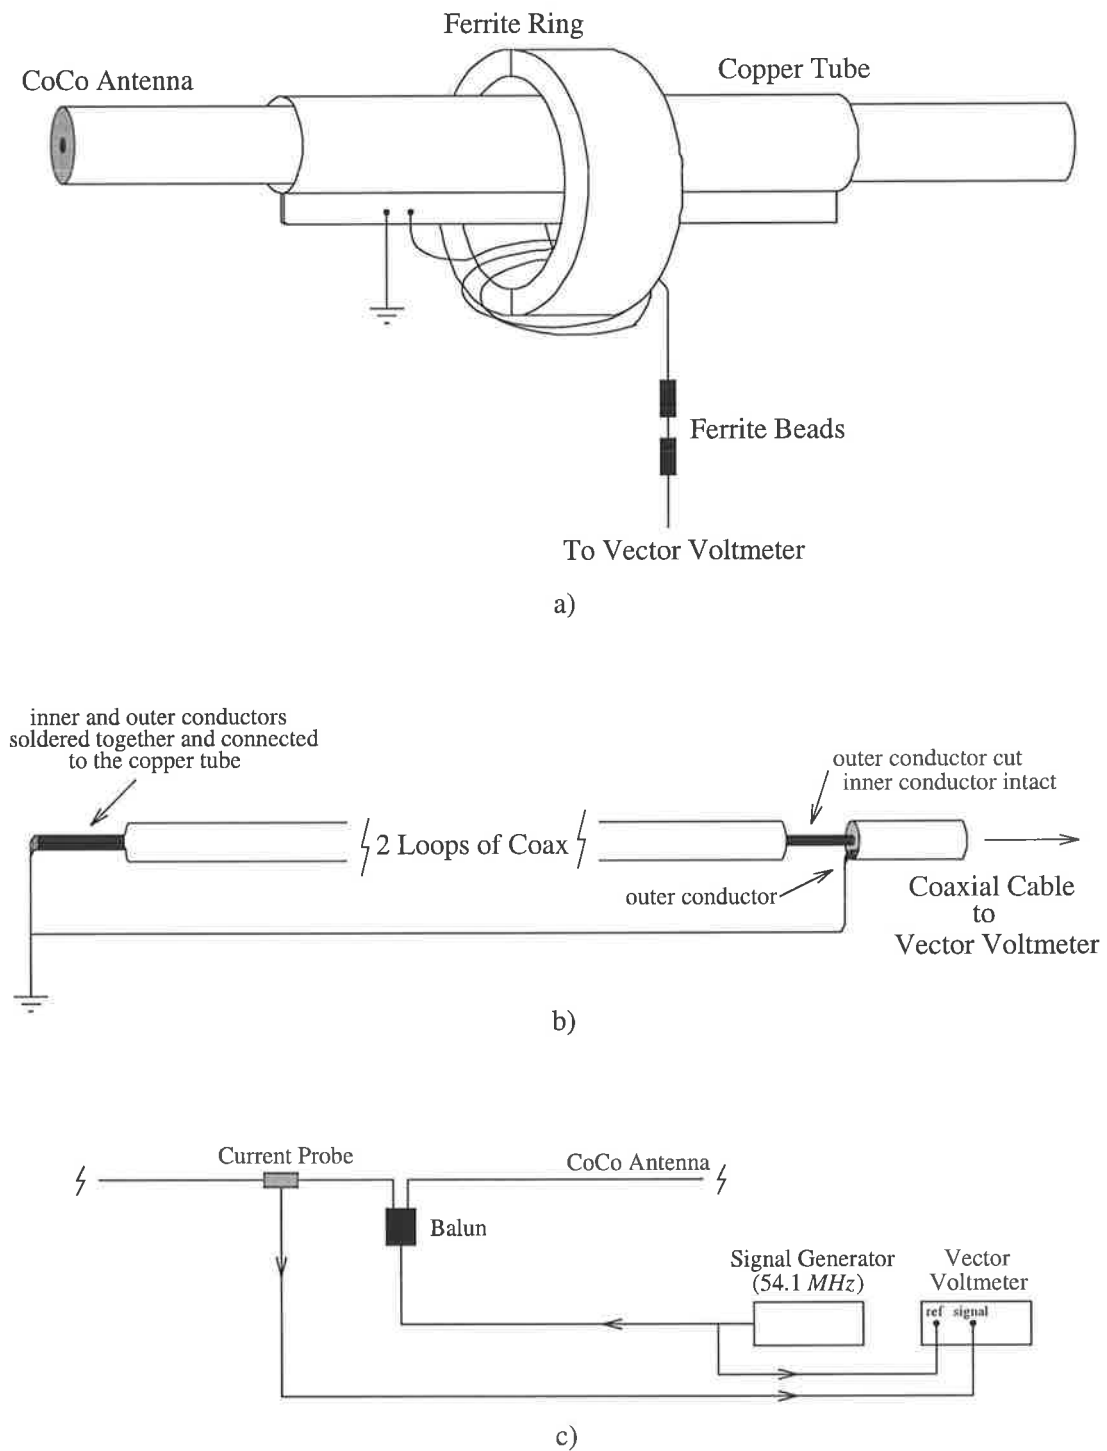 Ferrite Ring
CoCo Antenna
Copper Tube
Ferrite Beads
To Vector Voltmeter
a)
inner and outer conductors
soldered together and connected
to the copper tube
outer conductor cut
inner conductor intact
2 Loops of Coax
outer conductor
Coaxial Cable
to
Vector Voltmeter
b)
Current Probe
CoCo Antenna
Balun
Signal Generator
(54.1 MHz)
Vector
Voltmeter
ref signal
c)